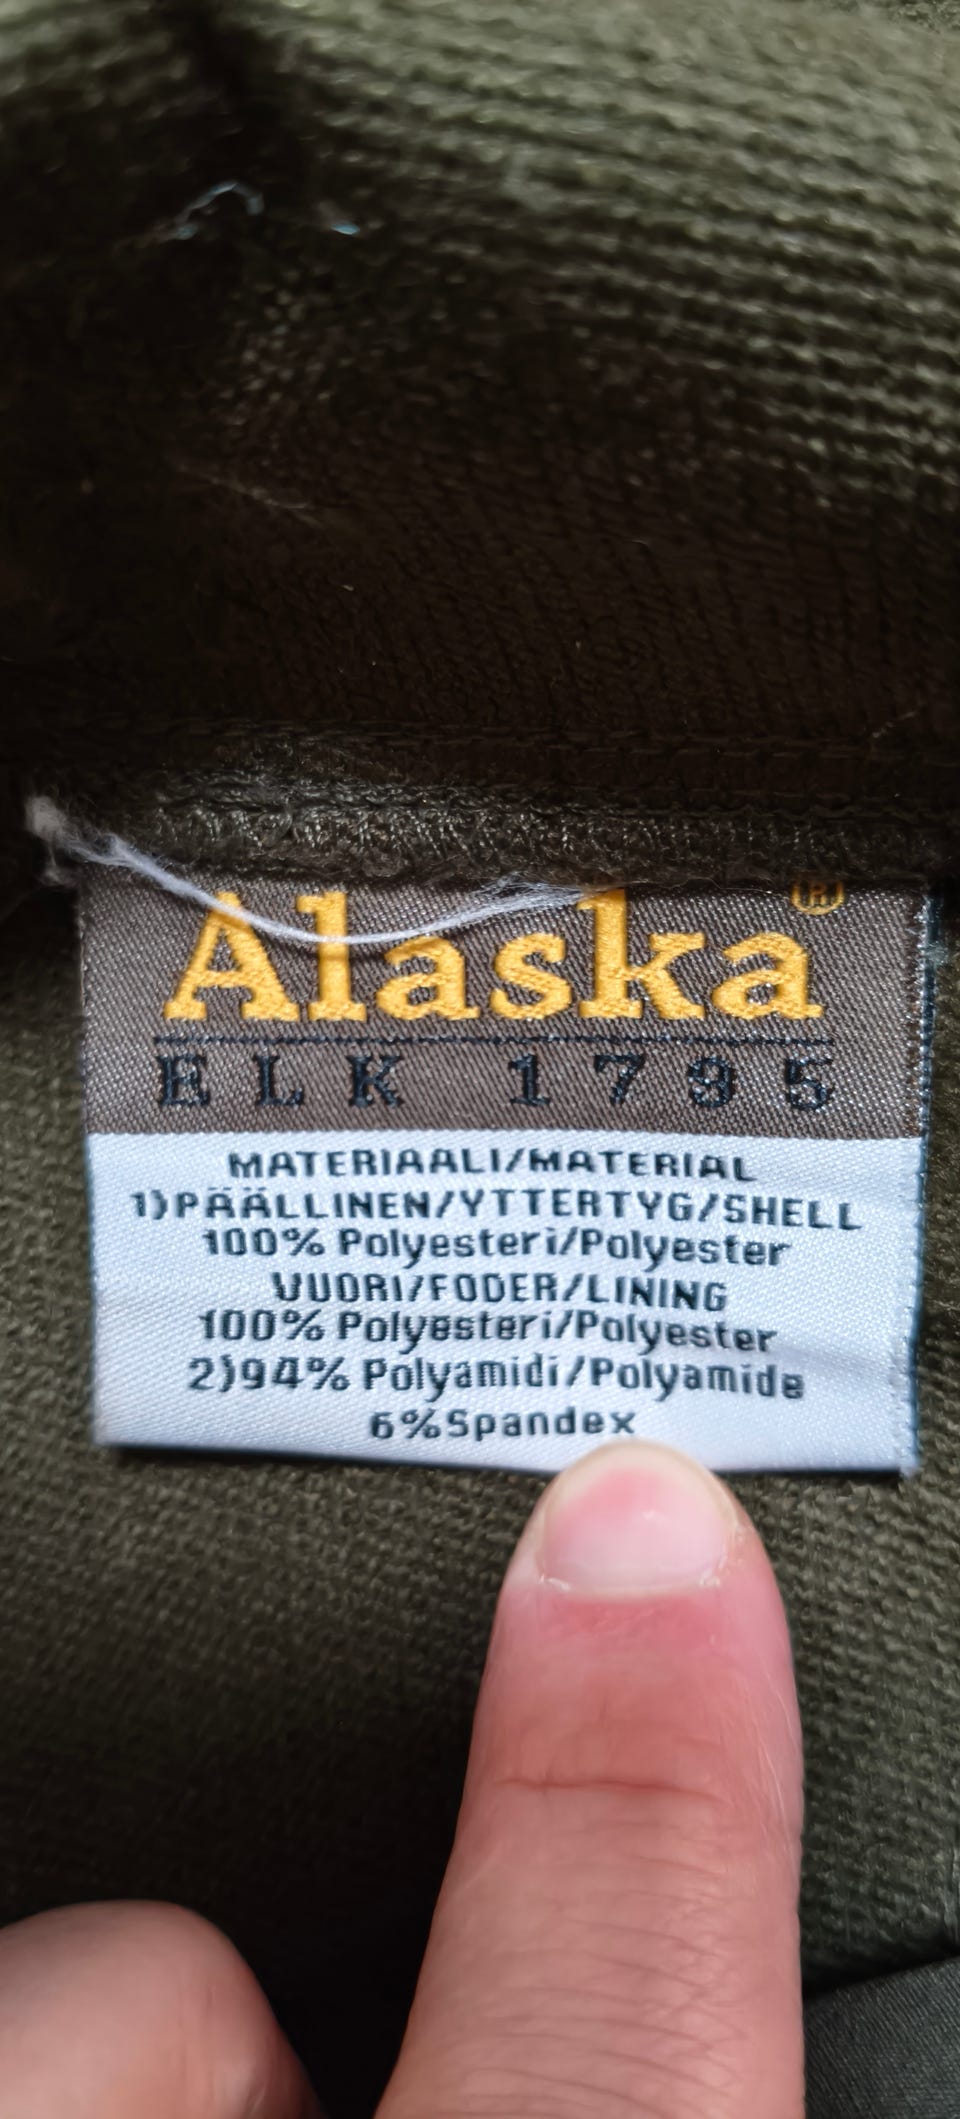 Alaska®
ELK 1795
MATERIAALI/MATERIAL
1)PÄÄLLINEN/YTTERTYG/SHELL
100% Polyesteri/Polyester
VUORI/FODER/LINING
100% Polyesteri/Polyester
2)94% Polyamidi/Polyamide
6%Spandex